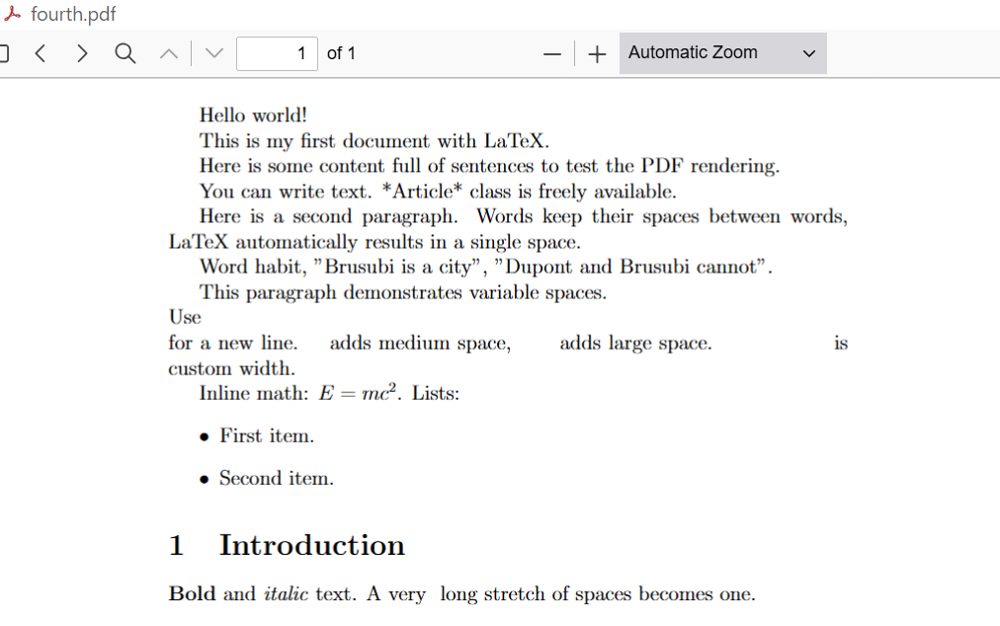 fourth.pdf
1 of 1
Automatic Zoom
Hello world!
This is my first document with LaTeX.
Here is some content full of sentences to test the PDF rendering.
You can write text. *Article* class is freely available.
Here is a second paragraph. Words keep their spaces between words,
LaTeX automatically results in a single space.
Word habit, ”Brusubi is a city”, ”Dupont and Brusubi cannot”.
This paragraph demonstrates variable spaces.
Use
for a new line. adds medium space, adds large space. is
custom width.
Inline math: E = mc². Lists:
• First item.
• Second item.
1 Introduction
Bold and italic text. A very long stretch of spaces becomes one.